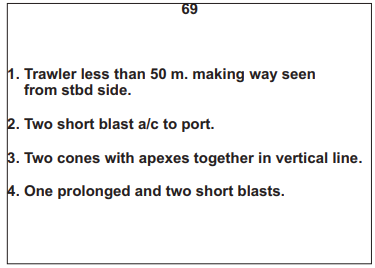 69
1. Trawler less than 50 m. making way seen
from stbd side.
2. Two short blast a/c to port.
3. Two cones with apexes together in vertical line.
4. One prolonged and two short blasts.